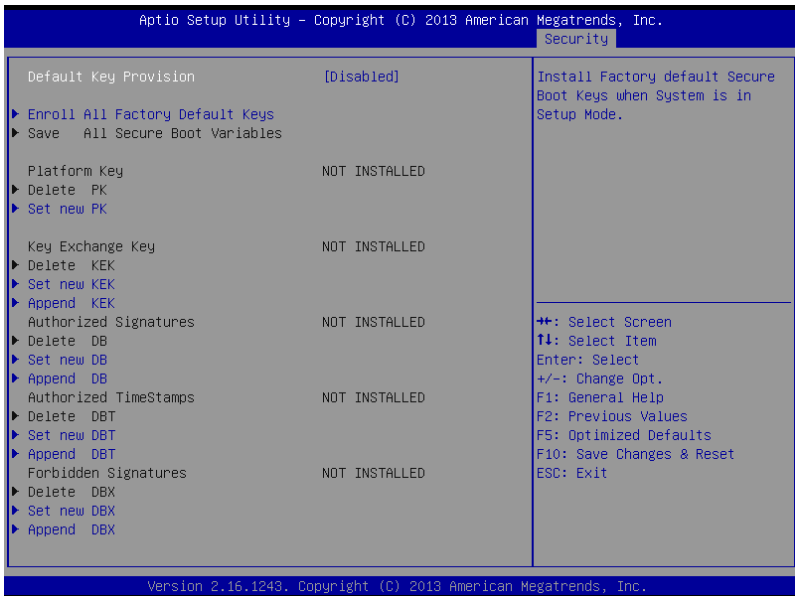 Aptio Setup Utility – Copyright (C) 2013 American Megatrends, Inc.
Security
Default Key Provision [Disabled]
Enroll All Factory Default Keys
Save All Secure Boot Variables
Platform Key NOT INSTALLED
Delete PK
Set new PK
Key Exchange Key NOT INSTALLED
Delete KEK
Set new KEK
Append KEK
Authorized Signatures NOT INSTALLED
Delete DB
Set new DB
Append DB
Authorized TimeStamps NOT INSTALLED
Delete DBT
Set new DBT
Append DBT
Forbidden Signatures NOT INSTALLED
Delete DBX
Set new DBX
Append DBX
Install Factory default Secure
Boot Keys when System is in
Setup Mode.
→←: Select Screen
↑↓: Select Item
Enter: Select
+/-: Change Opt.
F1: General Help
F2: Previous Values
F5: Optimized Defaults
F10: Save Changes & Reset
ESC: Exit
Version 2.16.1243. Copyright (C) 2013 American Megatrends, Inc.